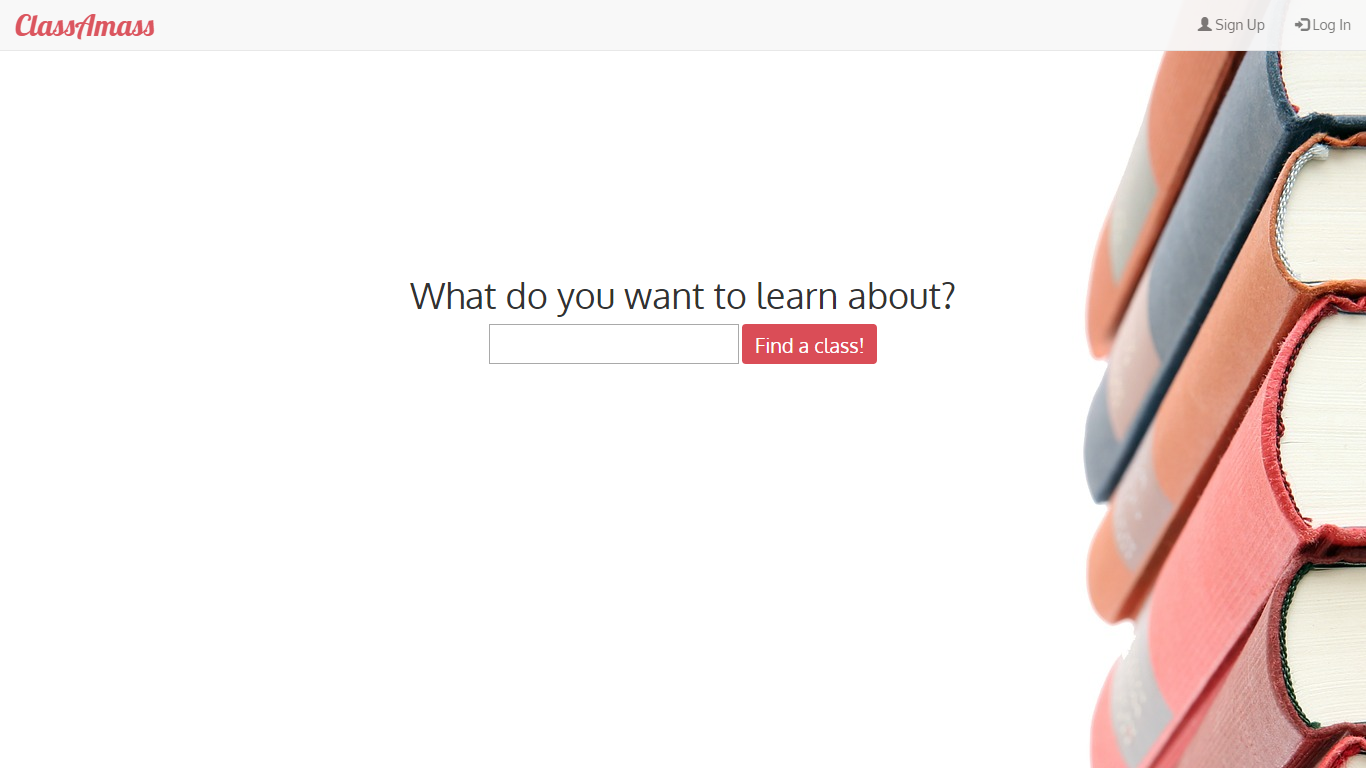 ClassAmass
Sign Up
Log In
What do you want to learn about?
Find a class!